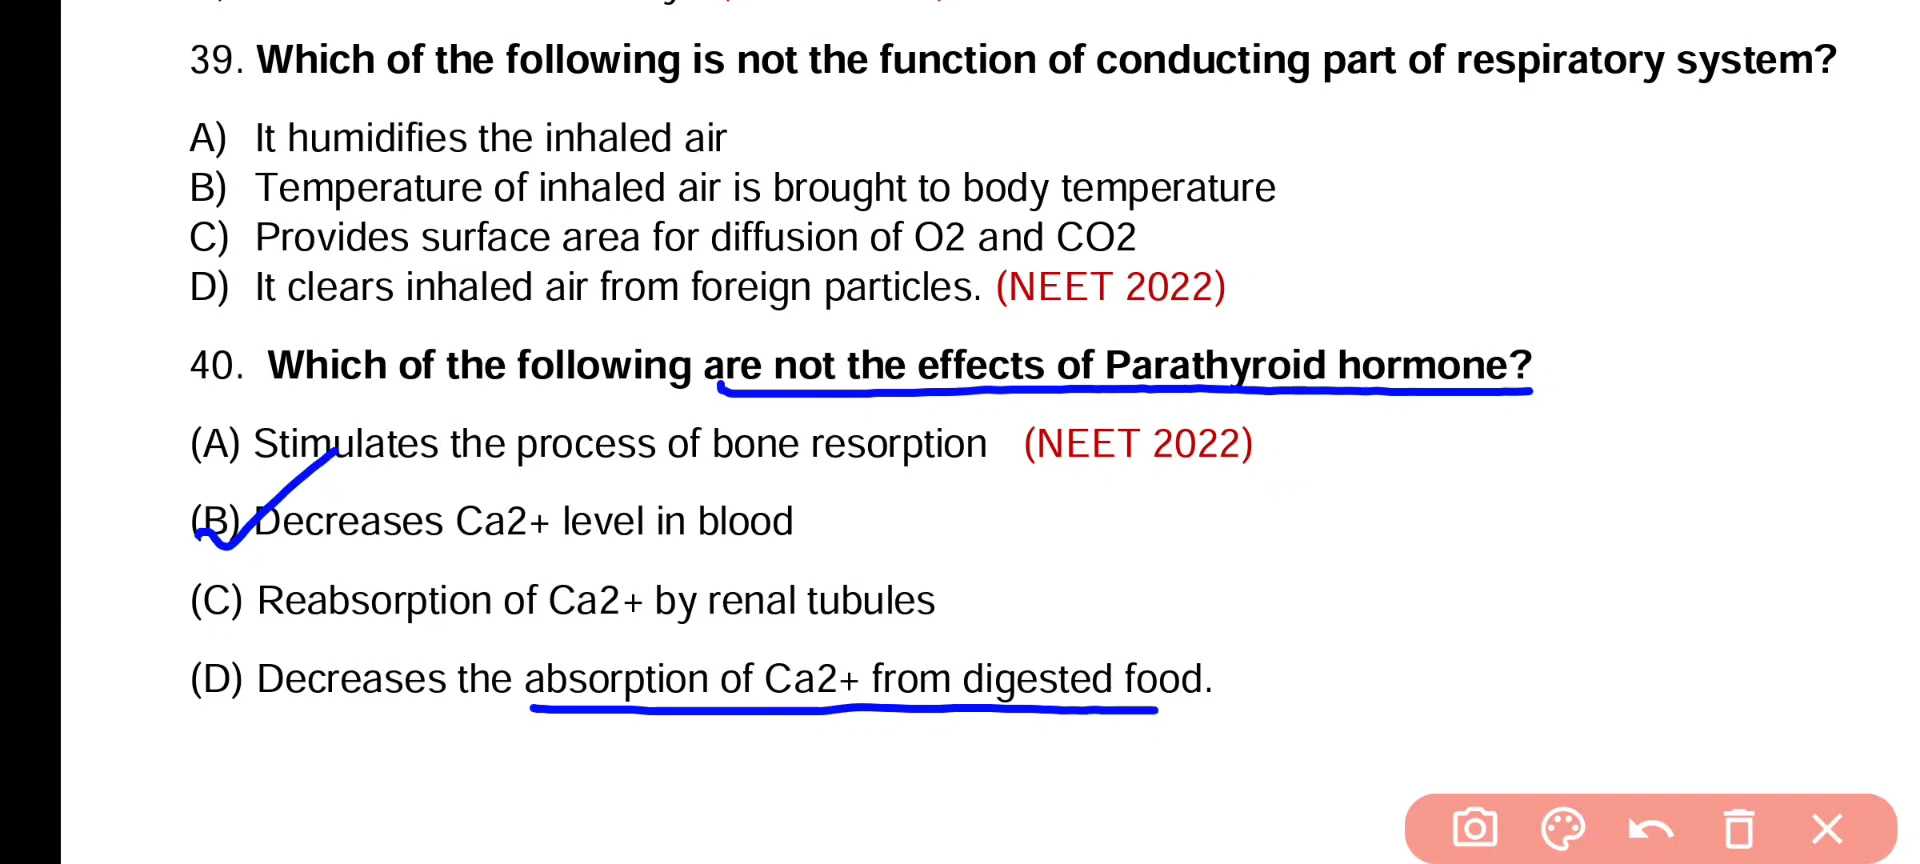 39. Which of the following is not the function of conducting part of respiratory system?
A) It humidifies the inhaled air
B) Temperature of inhaled air is brought to body temperature
C) Provides surface area for diffusion of O2 and CO2
D) It clears inhaled air from foreign particles. (NEET 2022)
40. Which of the following are not the effects of Parathyroid hormone?
(A) Stimulates the process of bone resorption (NEET 2022)
(B) Decreases Ca2+ level in blood
(C) Reabsorption of Ca2+ by renal tubules
(D) Decreases the absorption of Ca2+ from digested food.